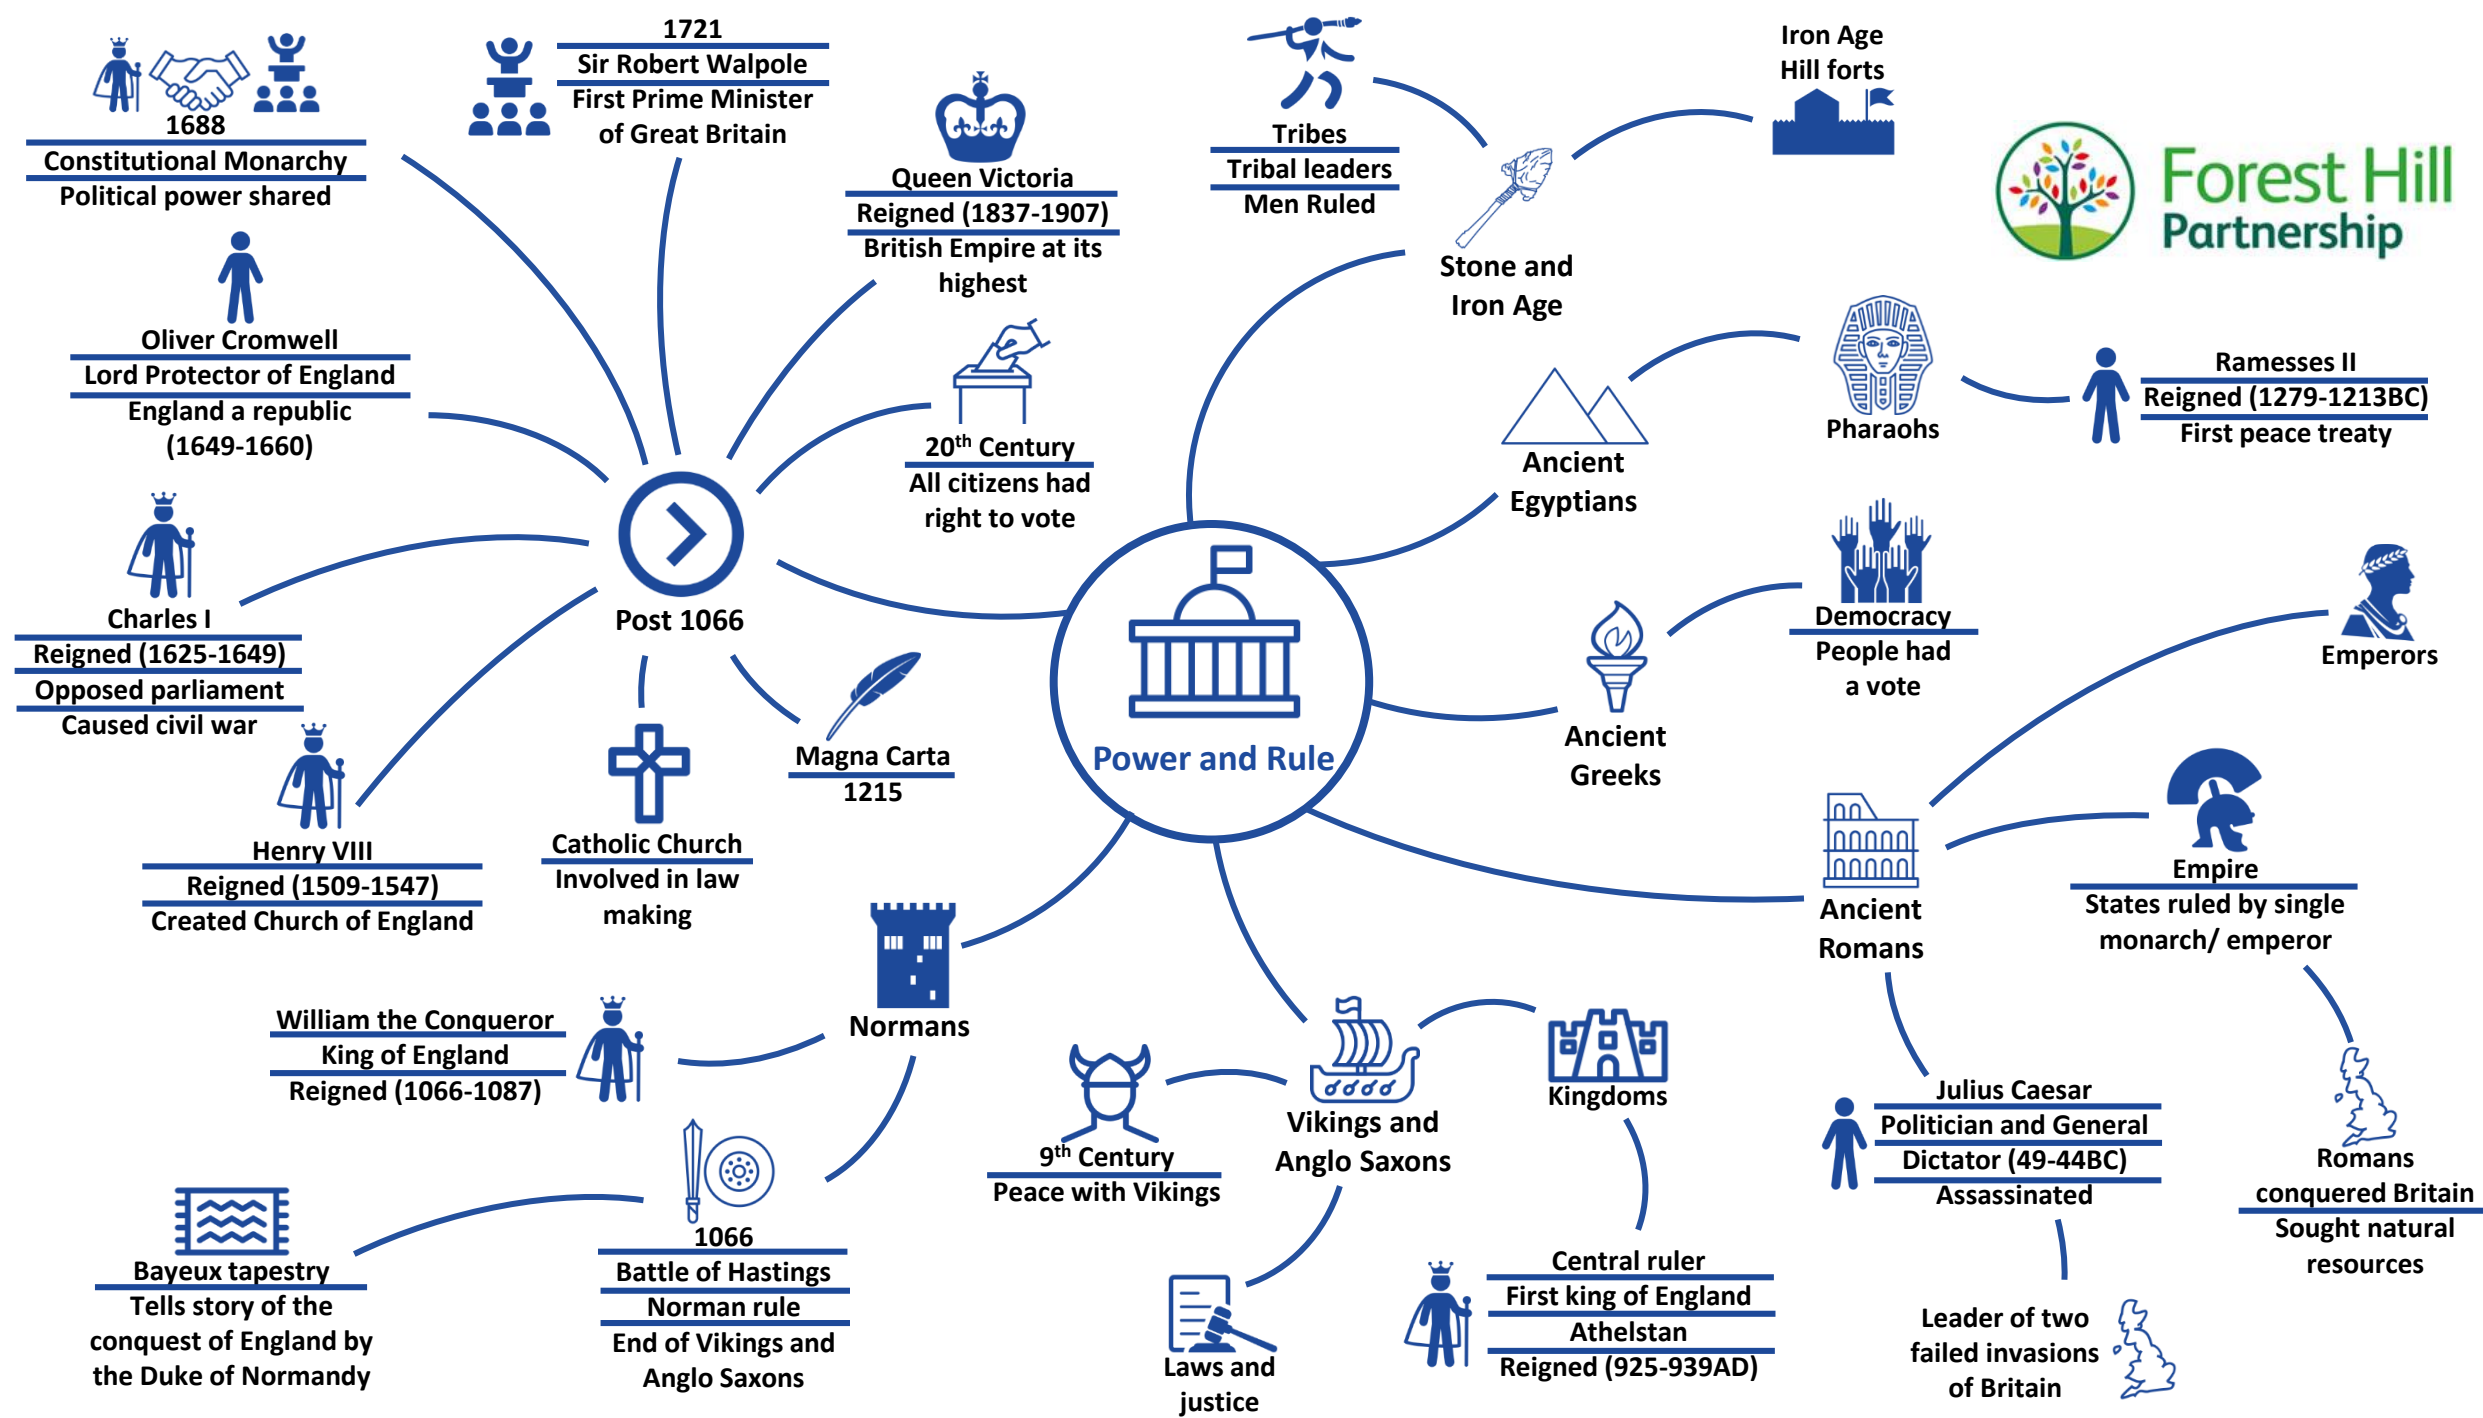 1688
Constitutional Monarchy
Political power shared
1721
Sir Robert Walpole
First Prime Minister
of Great Britain
Queen Victoria
Reigned (1837-1907)
British Empire at its
highest
Oliver Cromwell
Lord Protector of England
England a republic
(1649-1660)
20th Century
All citizens had
right to vote
Charles I
Reigned (1625-1649)
Opposed parliament
Caused civil war
Post 1066
Henry VIII
Reigned (1509-1547)
Created Church of England
Catholic Church
Involved in law
making
Magna Carta
1215
Tribes
Tribal leaders
Men Ruled
Iron Age
Hill forts
Stone and
Iron Age
Forest Hill
Partnership
Ancient
Egyptians
Pharaohs
Ramesses II
Reigned (1279-1213BC)
First peace treaty
Power and Rule
Ancient
Greeks
Democracy
People had
a vote
Emperors
Ancient
Romans
Empire
States ruled by single
monarch/ emperor
Romans
conquered Britain
Sought natural
resources
Julius Caesar
Politician and General
Dictator (49-44BC)
Assassinated
Leader of two
failed invasions
of Britain
Normans
William the Conqueror
King of England
Reigned (1066-1087)
1066
Battle of Hastings
Norman rule
End of Vikings and
Anglo Saxons
Bayeux tapestry
Tells story of the
conquest of England by
the Duke of Normandy
Vikings and
Anglo Saxons
9th Century
Peace with Vikings
Laws and
justice
Kingdoms
Central ruler
First king of England
Athelstan
Reigned (925-939AD)